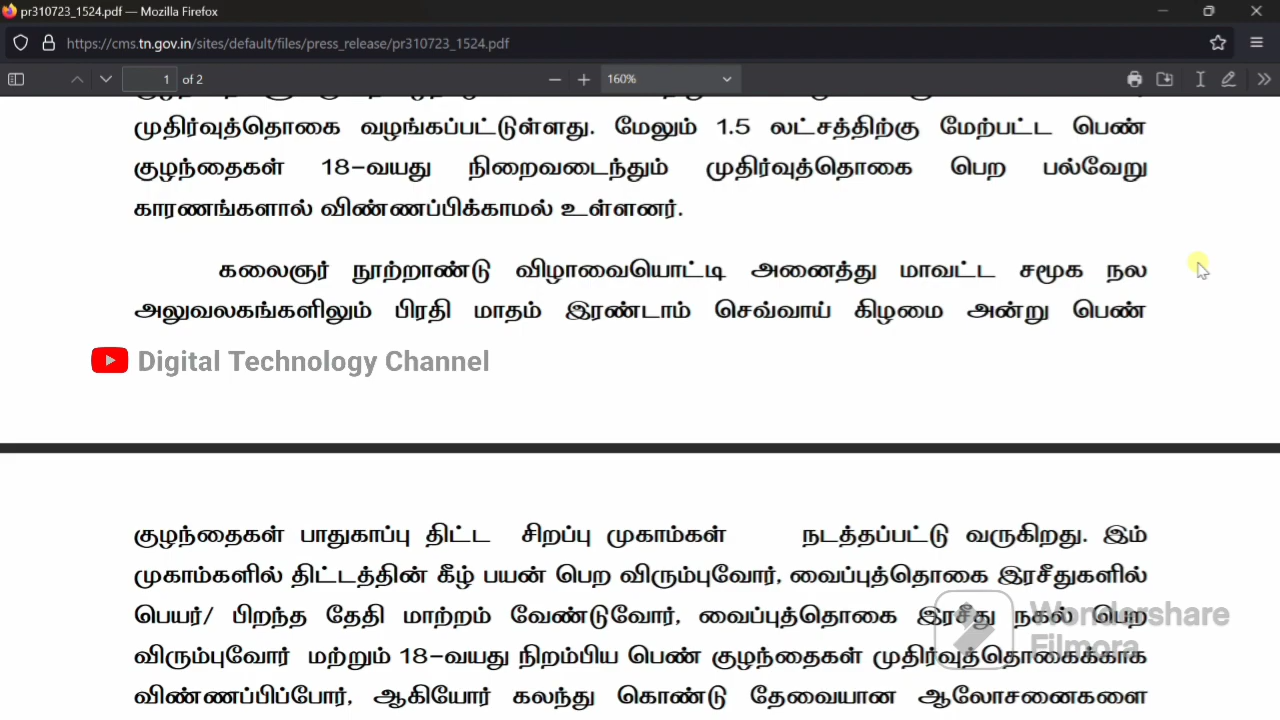 pr310723_1524.pdf — Mozilla Firefox
https://cms.tn.gov.in/sites/default/files/press_release/pr310723_1524.pdf
1 of 2 160%
முதிர்வுத்தொகை வழங்கப்பட்டுள்ளது. மேலும் 1.5 லட்சத்திற்கு மேற்பட்ட பெண்
குழந்தைகள் 18-வயது நிறைவடைந்தும் முதிர்வுத்தொகை பெற பல்வேறு
காரணங்களால் விண்ணப்பிக்காமல் உள்ளனர்.
கலைஞர் நூற்றாண்டு விழாவையொட்டி அனைத்து மாவட்ட சமூக நல
அலுவலகங்களிலும் பிரதி மாதம் இரண்டாம் செவ்வாய் கிழமை அன்று பெண்
Digital Technology Channel
குழந்தைகள் பாதுகாப்பு திட்ட சிறப்பு முகாம்கள் நடத்தப்பட்டு வருகிறது. இம்
முகாம்களில் திட்டத்தின் கீழ் பயன் பெற விரும்புவோர், வைப்புத்தொகை இரசீதுகளில்
பெயர்/ பிறந்த தேதி மாற்றம் வேண்டுவோர், வைப்புத்தொகை இரசீது நகல் பெற
Wondershare
Filmora
விரும்புவோர் மற்றும் 18-வயது நிறம்பிய பெண் குழந்தைகள் முதிர்வுத்தொகைக்காக
விண்ணப்பிப்போர், ஆகியோர் கலந்து கொண்டு தேவையான ஆலோசனைகளை